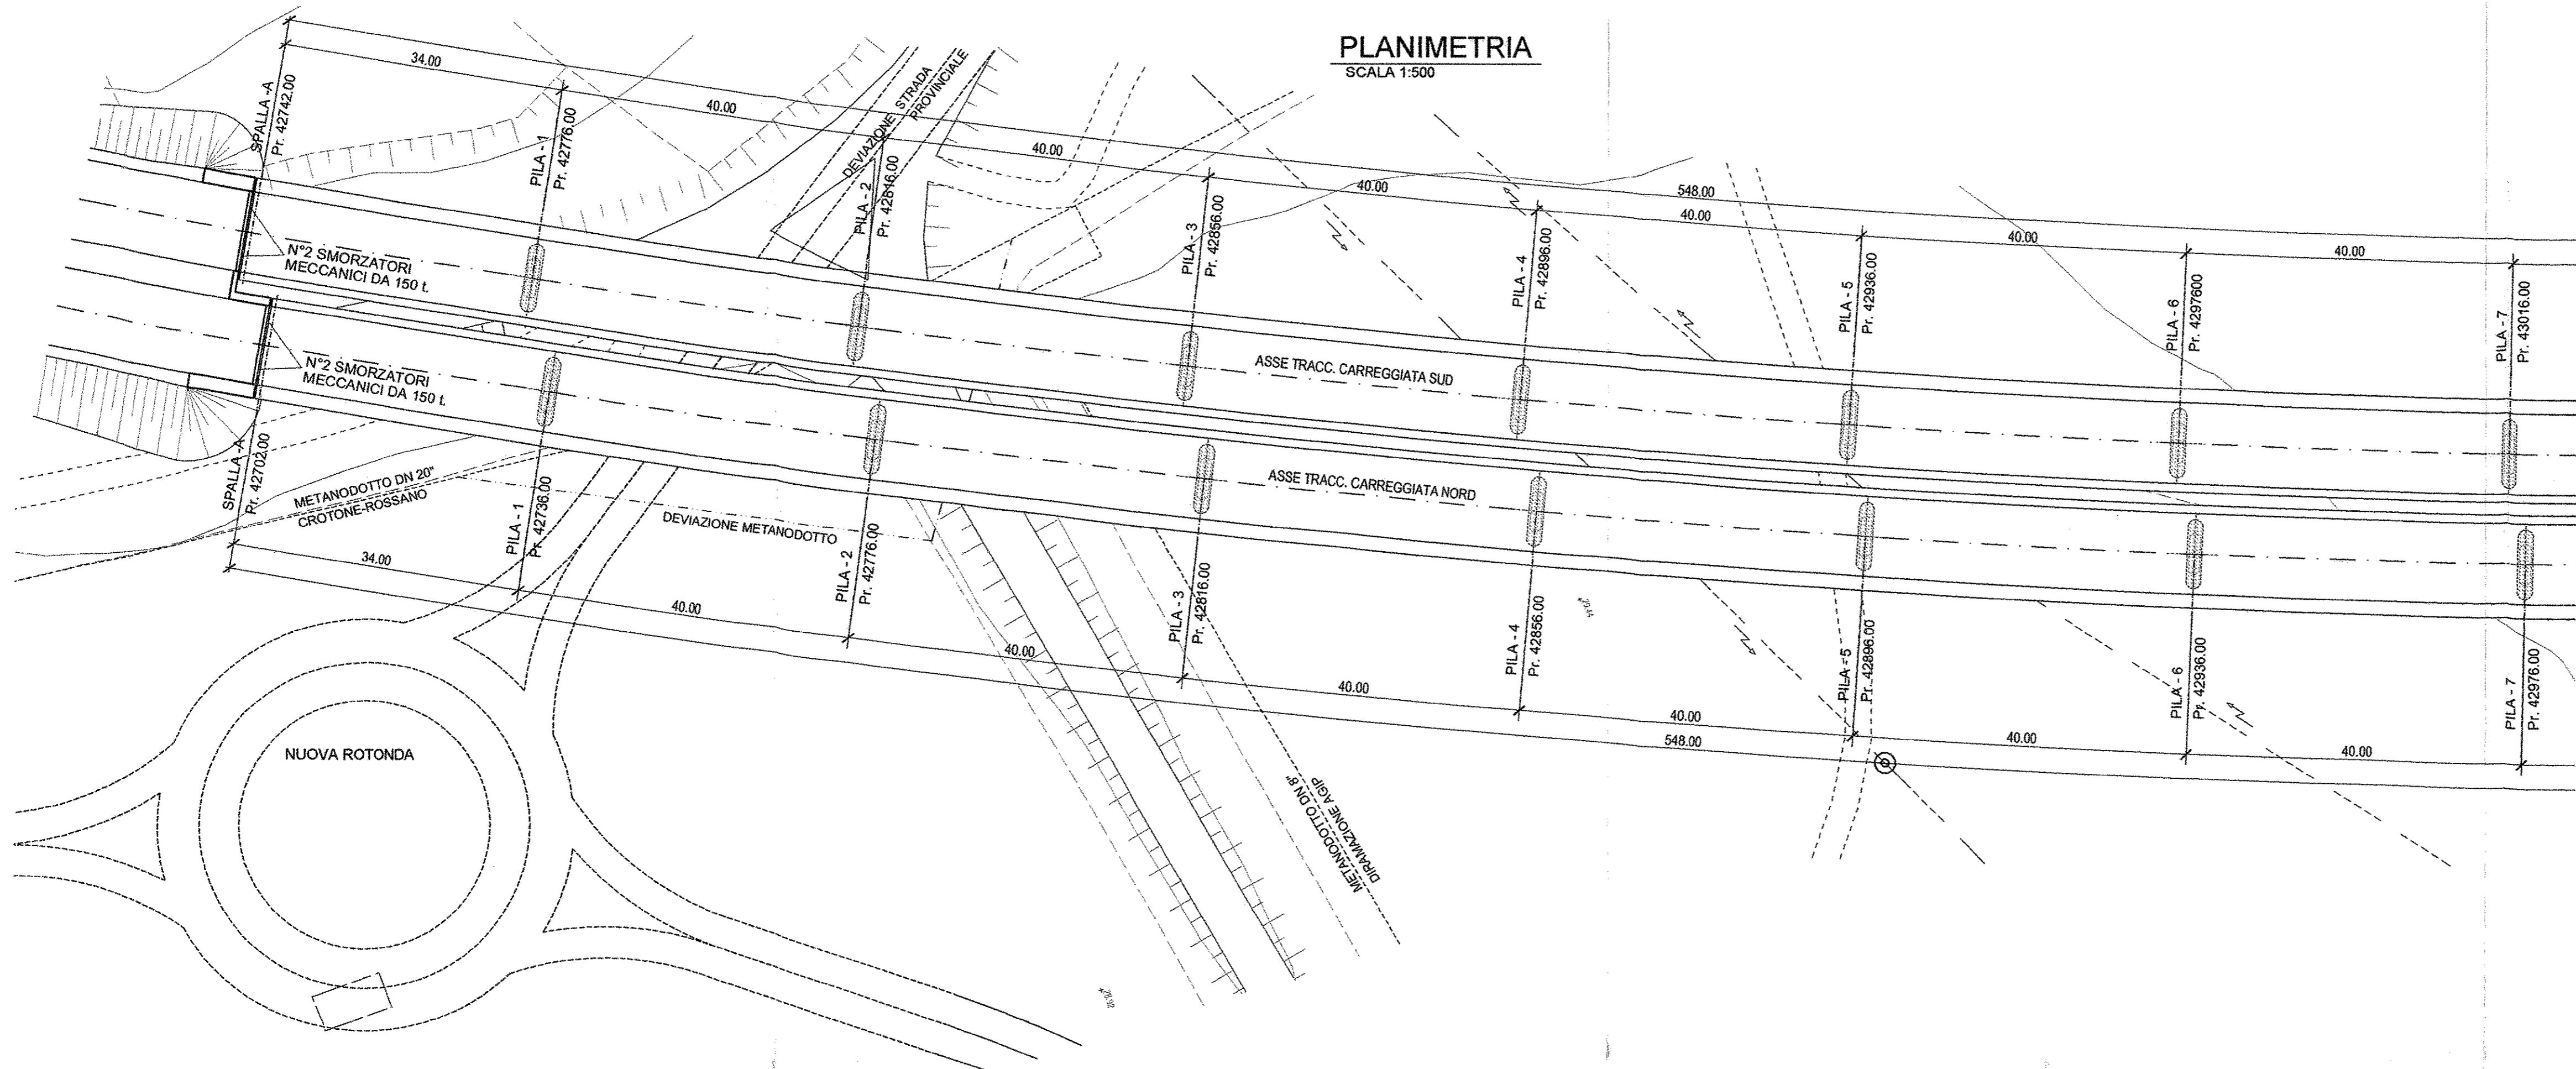 PLANIMETRIA
SCALA 1:500
34.00
40.00
40.00
40.00
548.00
40.00
40.00
40.00
SPALLA -A
Pr. 42742.00
PILA - 1
Pr. 42776.00
DEVIAZIONE STRADA
PROVINCIALE
PILA - 2
Pr. 42816.00
PILA - 3
Pr. 42856.00
PILA - 4
Pr. 42896.00
PILA - 5
Pr. 42936.00
PILA - 6
Pr. 4297600
PILA - 7
Pr. 43016.00
N°2 SMORZATORI
MECCANICI DA 150 t.
N°2 SMORZATORI
MECCANICI DA 150 t.
ASSE TRACC. CARREGGIATA SUD
ASSE TRACC. CARREGGIATA NORD
SPALLA -A
Pr. 42702.00
METANODOTTO DN 20"
CROTONE-ROSSANO
PILA - 1
Pr. 42736.00
DEVIAZIONE METANODOTTO
PILA - 2
Pr. 42776.00
PILA - 3
Pr. 42816.00
PILA - 4
Pr. 42856.00
PILA - 5
Pr. 42896.00
PILA - 6
Pr. 42936.00
PILA - 7
Pr. 42976.00
34.00
40.00
40.00
40.00
40.00
548.00
40.00
40.00
NUOVA ROTONDA
METANODOTTO DN 8"
DIRAMAZIONE AGIP